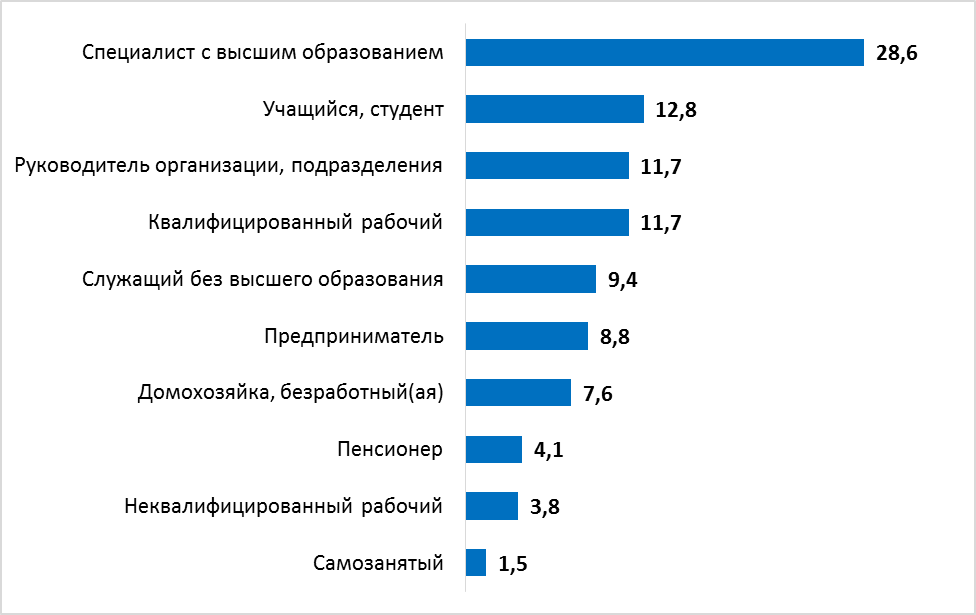 Специалист с высшим образованием 28,6
Учащийся, студент 12,8
Руководитель организации, подразделения 11,7
Квалифицированный рабочий 11,7
Служащий без высшего образования 9,4
Предприниматель 8,8
Домохозяйка, безработный(ая) 7,6
Пенсионер 4,1
Неквалифицированный рабочий 3,8
Самозанятый 1,5